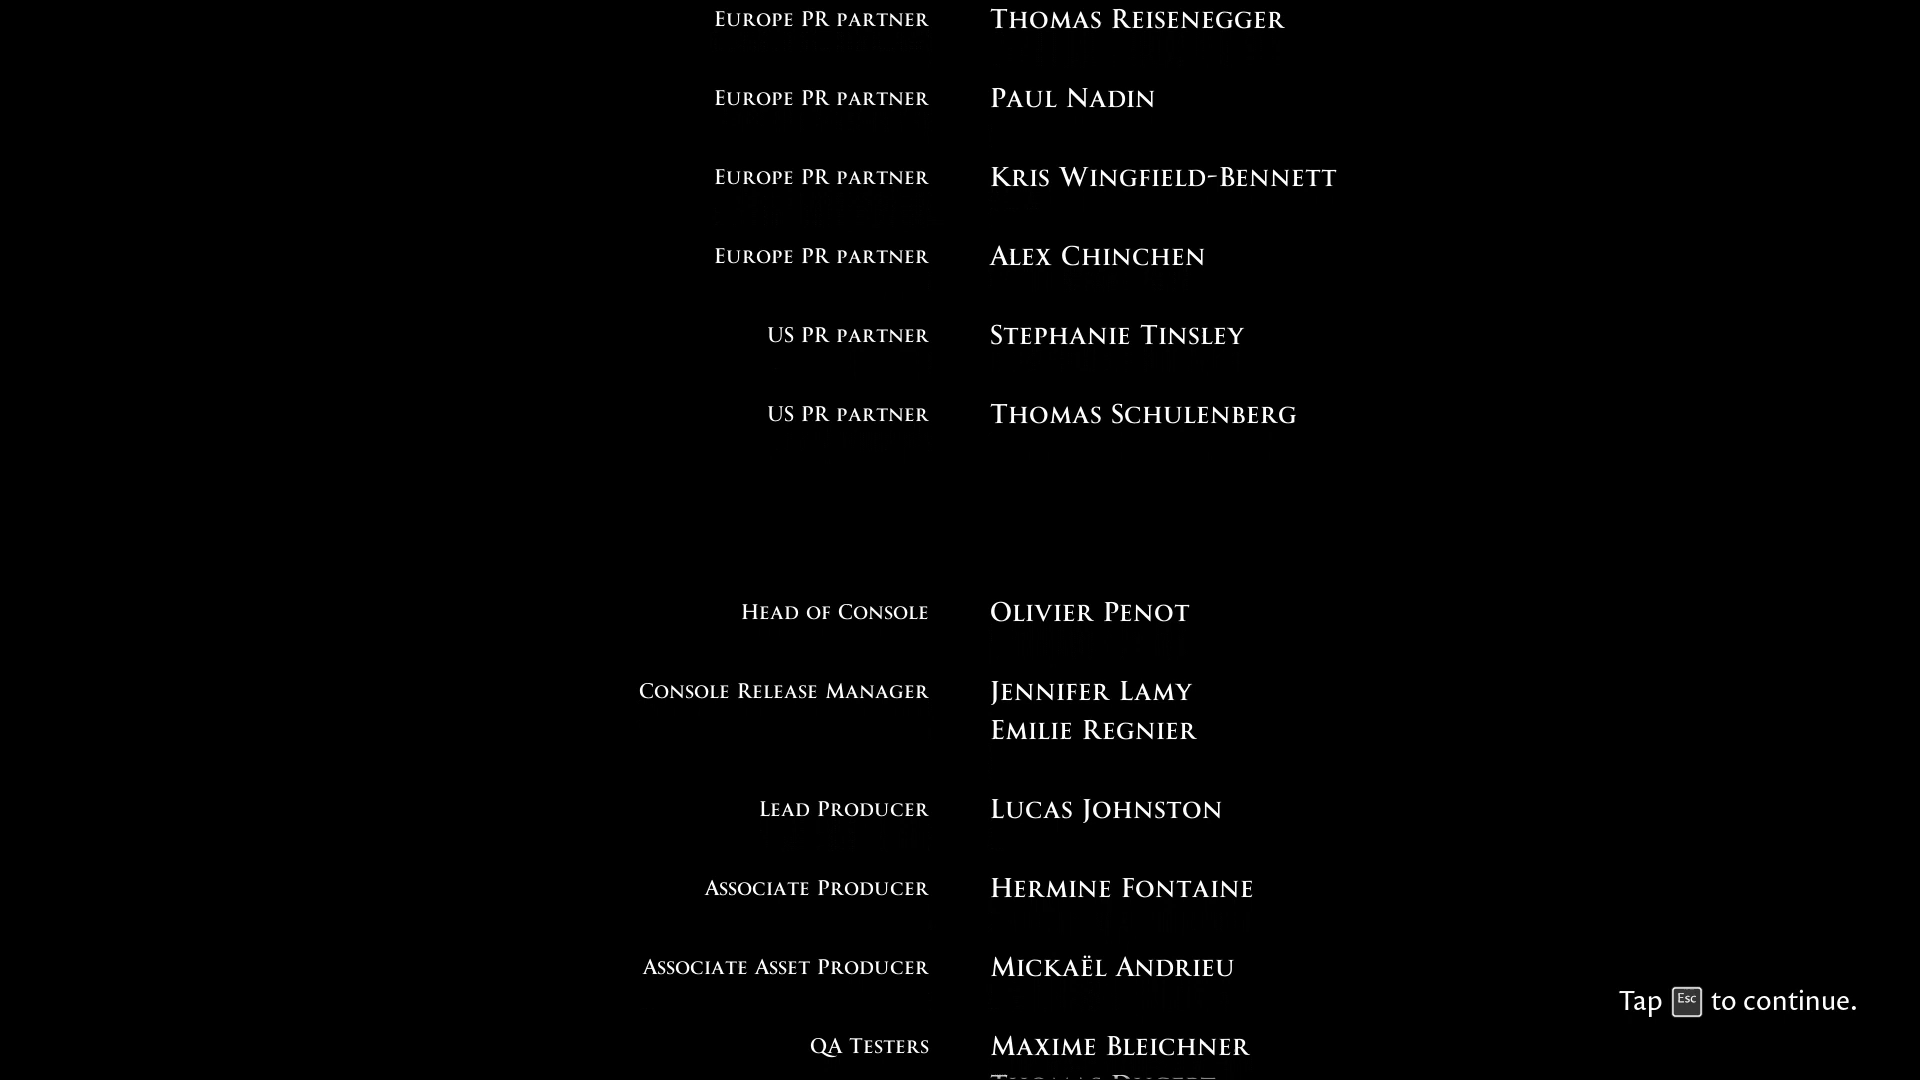 Europe PR partner Thomas Reisenegger
Europe PR partner Paul Nadin
Europe PR partner Kris Wingfield-Bennett
Europe PR partner Alex Chinchen
US PR partner Stephanie Tinsley
US PR partner Thomas Schulenberg
Head of Console Olivier Penot
Console Release Manager Jennifer Lamy
Emilie Regnier
Lead Producer Lucas Johnston
Associate Producer Hermine Fontaine
Associate Asset Producer Mickaël Andrieu
Tap Esc to continue.
QA Testers Maxime Bleichner
Thomas